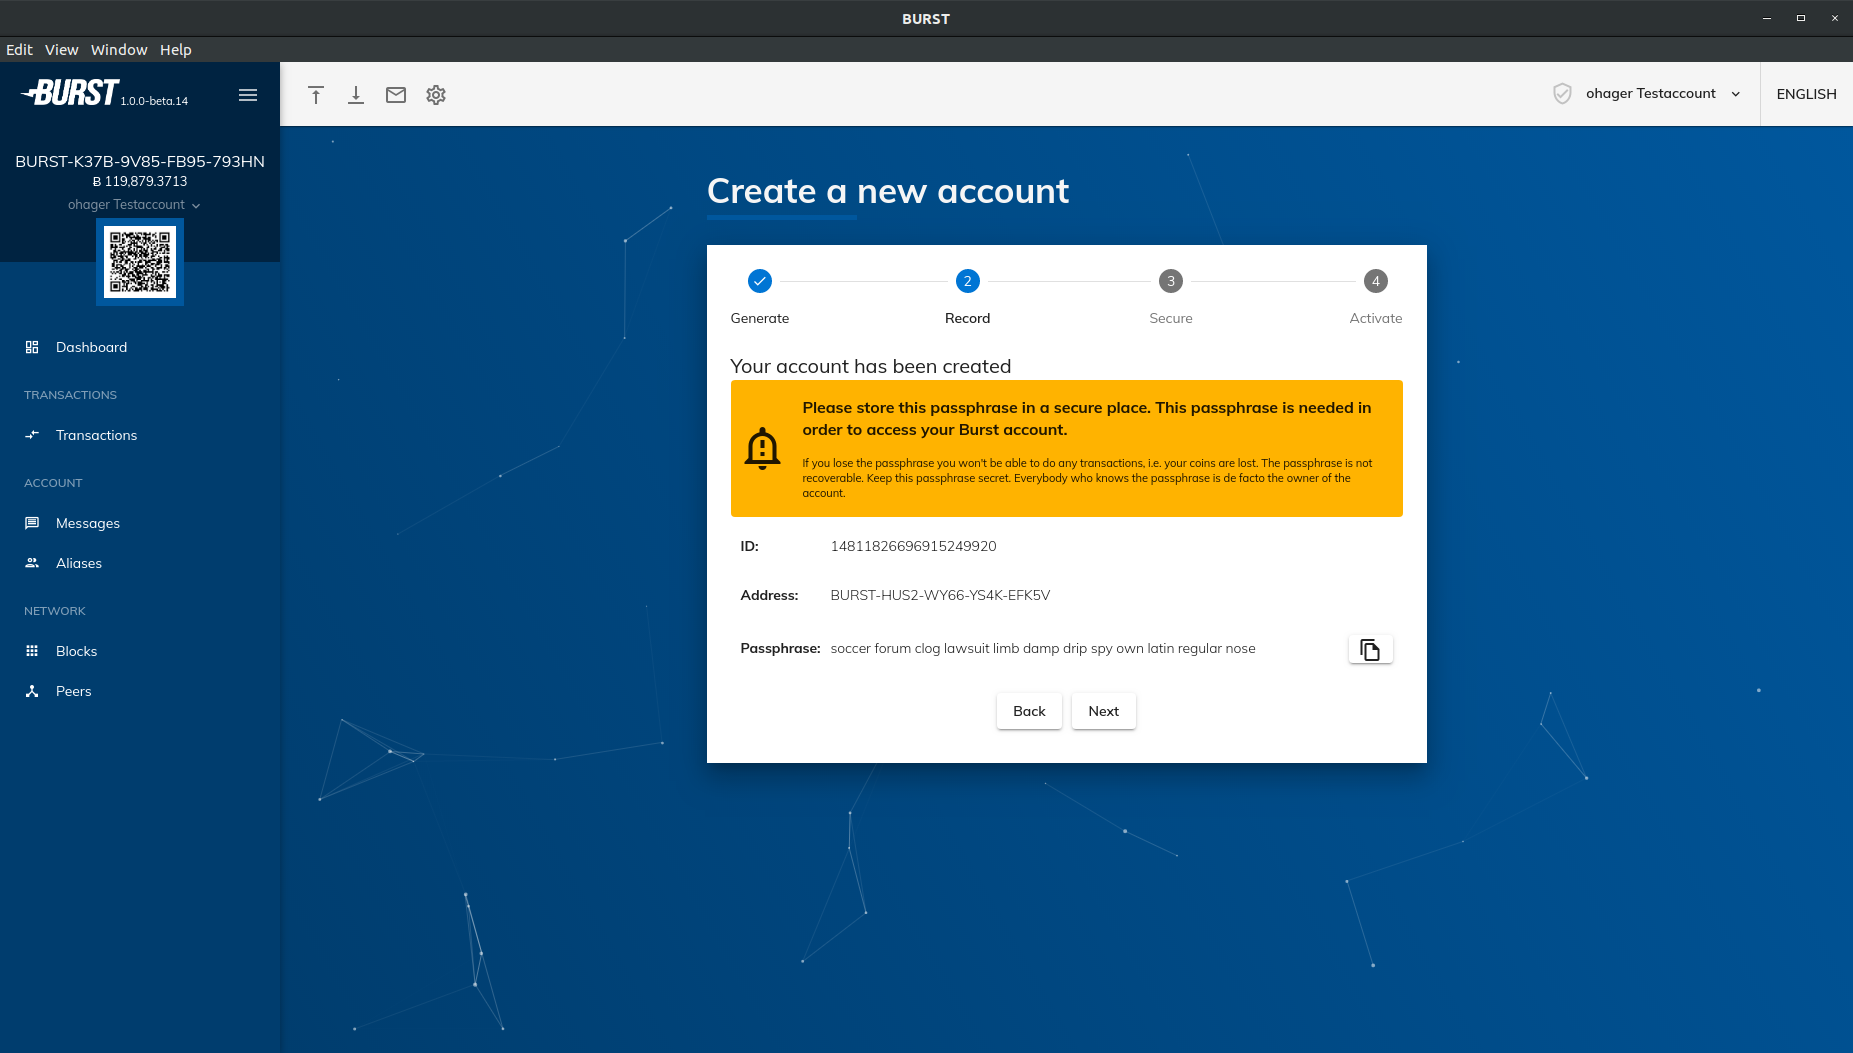 BURST
Edit View Window Help
BURST 1.0.0-beta.14
ohager Testaccount
ENGLISH
BURST-K37B-9V85-FB95-793HN
Ƀ 119,879.3713
ohager Testaccount
Dashboard
TRANSACTIONS
Transactions
ACCOUNT
Messages
Aliases
NETWORK
Blocks
Peers
Create a new account
2 3 4
Generate Record Secure Activate
Your account has been created
Please store this passphrase in a secure place. This passphrase is needed in
order to access your Burst account.
If you lose the passphrase you won't be able to do any transactions, i.e. your coins are lost. The passphrase is not
recoverable. Keep this passphrase secret. Everybody who knows the passphrase is de facto the owner of the
account.
ID: 14811826696915249920
Address: BURST-HUS2-WY66-YS4K-EFK5V
Passphrase: soccer forum clog lawsuit limb damp drip spy own latin regular nose
Back Next